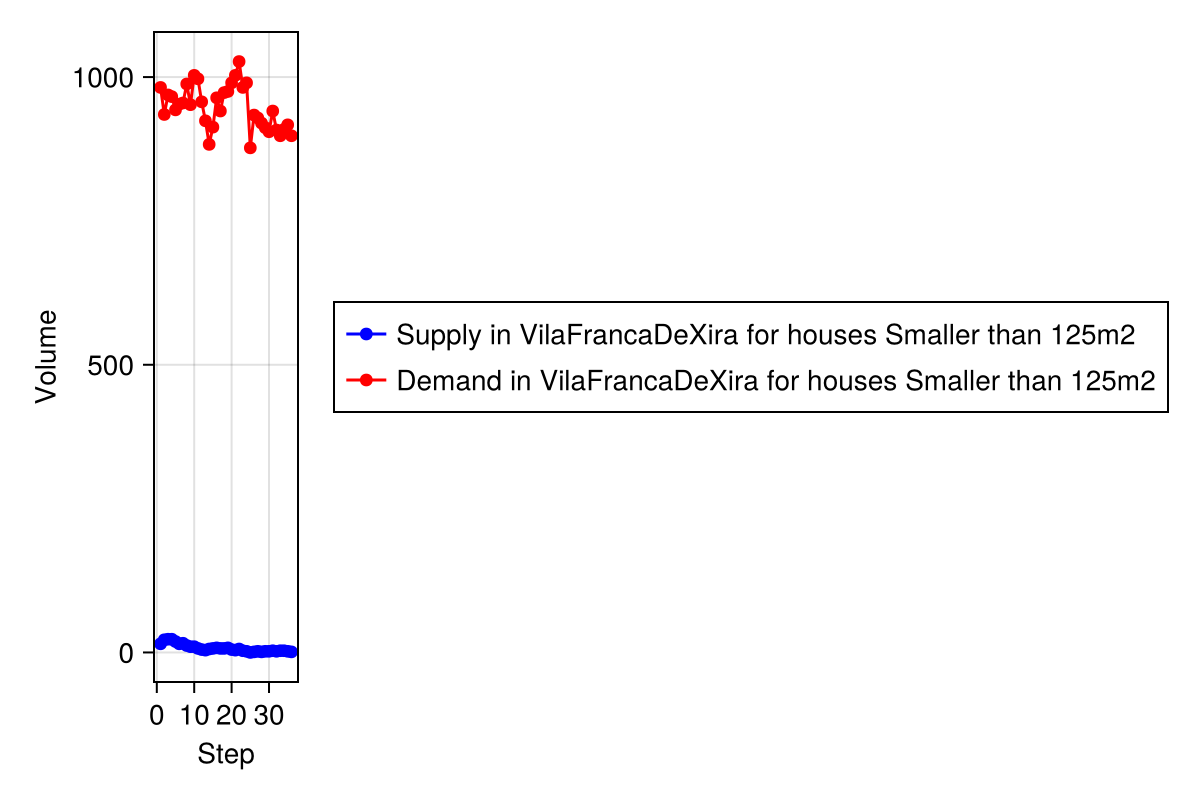 1000
500
0
Volume
0 10 20 30
Step
Supply in VilaFrancaDeXira for houses Smaller than 125m2
Demand in VilaFrancaDeXira for houses Smaller than 125m2